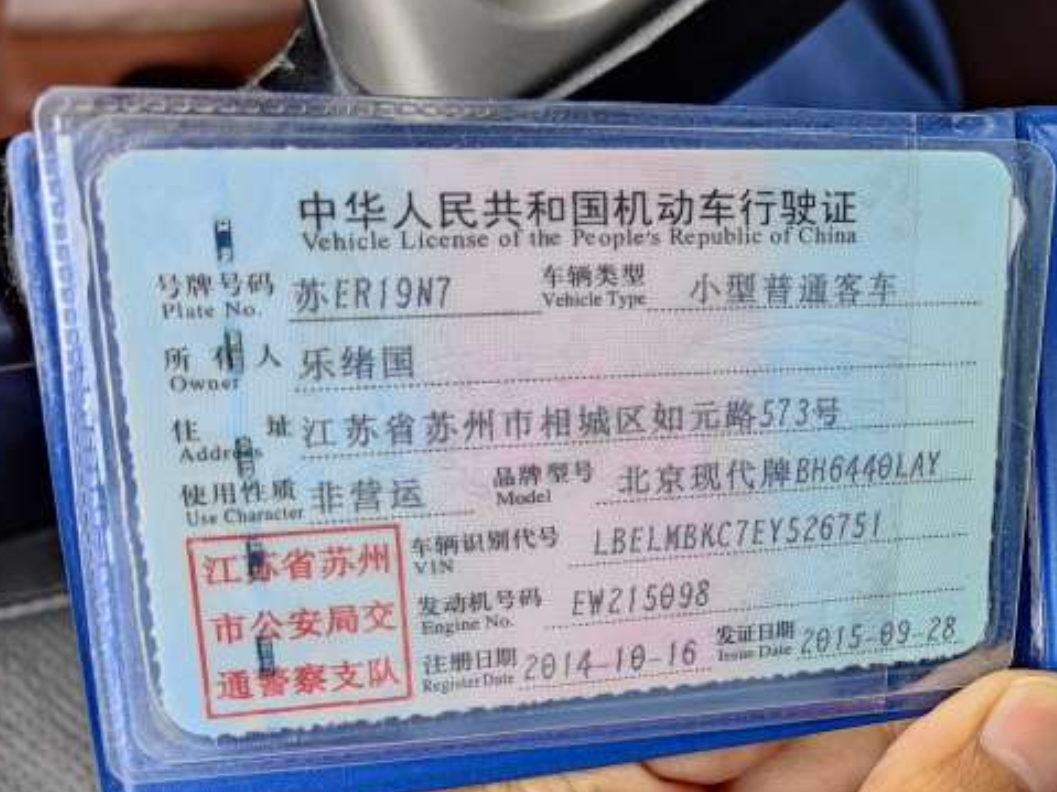 中华人民共和国机动车行驶证
Vehicle License of the People's Republic of China
号牌号码 苏ER19N7 车辆类型 小型普通客车
Plate No. Vehicle Type
所有人 乐绪国
Owner
住址 江苏省苏州市相城区如元路573号
Address
使用性质 非营运 品牌型号 北京现代牌BH6440LAY
Use Character Model
江苏省苏州
市公安局交
通警察支队
车辆识别代号 LBELMBKC7EY526751
VIN
发动机号码 EW215098
Engine No.
注册日期 2014-10-16 发证日期 2015-09-28
Register Date Issue Date